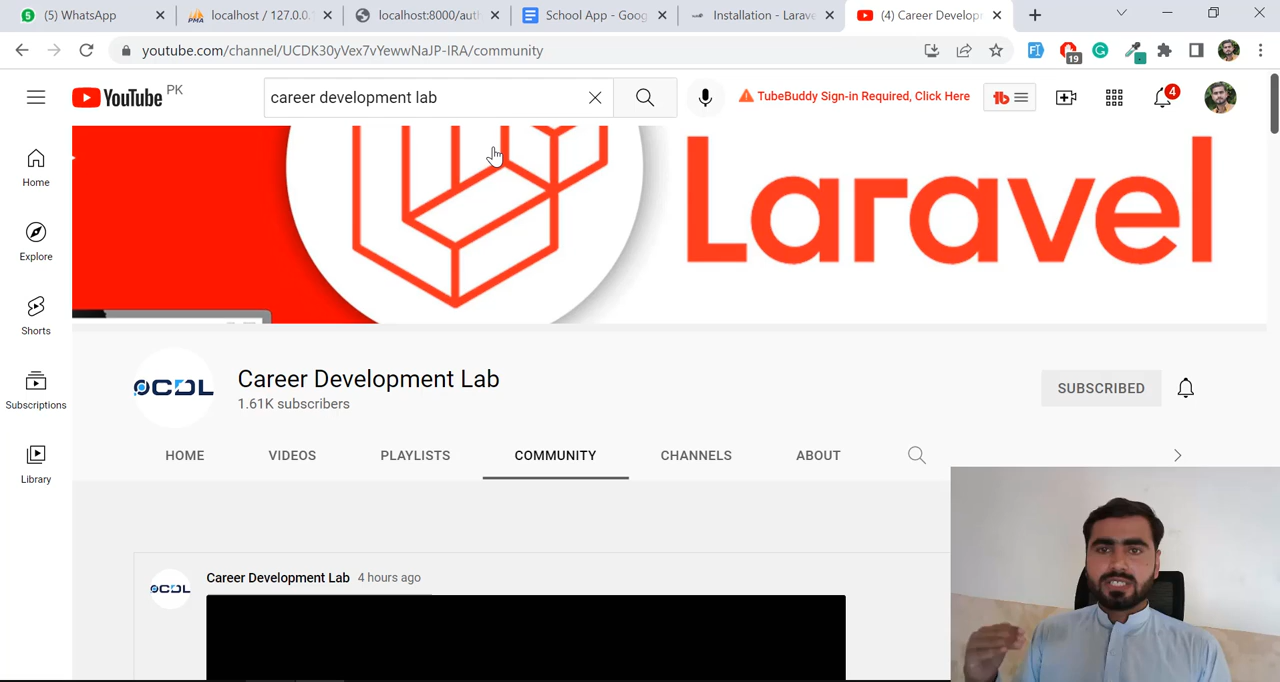 (5) WhatsApp
localhost / 127.0.0.1
localhost:8000/auth
School App - Goog
Installation - Larave
(4) Career Develop
youtube.com/channel/UCDK30yVex7vYewwNaJP-IRA/community
19
YouTube PK
career development lab
TubeBuddy Sign-in Required, Click Here
4
Home
Explore
Shorts
Subscriptions
Library
Laravel
CDL
Career Development Lab
1.61K subscribers
SUBSCRIBED
HOME
VIDEOS
PLAYLISTS
COMMUNITY
CHANNELS
ABOUT
CDL
Career Development Lab 4 hours ago